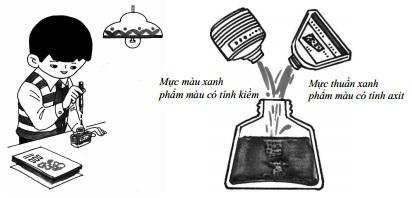 Mực màu xanh
phẩm màu có tính kiềm
Mực thuần xanh
phẩm màu có tính axit